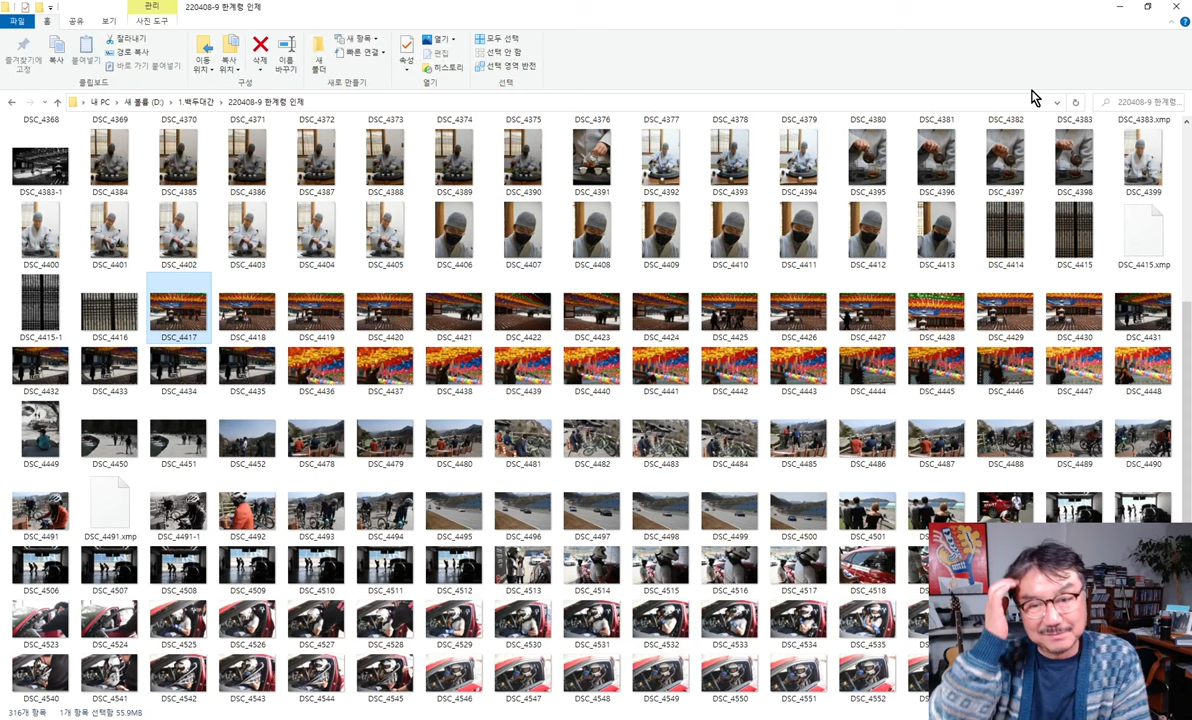 관리
220408-9 한계령 인제
파일 홈 공유 보기 사진 도구
즐겨찾기에 고정
복사
붙여넣기
잘라내기
경로 복사
바로 가기 붙여넣기
클립보드
이동 위치
복사 위치
삭제
이름 바꾸기
구성
새 폴더
새 항목
빠른 연결
새로 만들기
속성
열기
편집
히스토리
열기
모두 선택
선택 안 함
선택 영역 반전
선택
내 PC > 새 볼륨 (D:) > 1.백두대간 > 220408-9 한계령 인제
220408-9 한계령...
DSC_4368 DSC_4369 DSC_4370 DSC_4371 DSC_4372 DSC_4373 DSC_4374 DSC_4375 DSC_4376 DSC_4377 DSC_4378 DSC_4379 DSC_4380 DSC_4381 DSC_4382 DSC_4383 DSC_4383.xmp
DSC_4383-1 DSC_4384 DSC_4385 DSC_4386 DSC_4387 DSC_4388 DSC_4389 DSC_4390 DSC_4391 DSC_4392 DSC_4393 DSC_4394 DSC_4395 DSC_4396 DSC_4397 DSC_4398 DSC_4399
DSC_4400 DSC_4401 DSC_4402 DSC_4403 DSC_4404 DSC_4405 DSC_4406 DSC_4407 DSC_4408 DSC_4409 DSC_4410 DSC_4411 DSC_4412 DSC_4413 DSC_4414 DSC_4415 DSC_4415.xmp
DSC_4415-1 DSC_4416 DSC_4417 DSC_4418 DSC_4419 DSC_4420 DSC_4421 DSC_4422 DSC_4423 DSC_4424 DSC_4425 DSC_4426 DSC_4427 DSC_4428 DSC_4429 DSC_4430 DSC_4431
DSC_4432 DSC_4433 DSC_4434 DSC_4435 DSC_4436 DSC_4437 DSC_4438 DSC_4439 DSC_4440 DSC_4441 DSC_4442 DSC_4443 DSC_4444 DSC_4445 DSC_4446 DSC_4447 DSC_4448
DSC_4449 DSC_4450 DSC_4451 DSC_4452 DSC_4478 DSC_4479 DSC_4480 DSC_4481 DSC_4482 DSC_4483 DSC_4484 DSC_4485 DSC_4486 DSC_4487 DSC_4488 DSC_4489 DSC_4490
DSC_4491 DSC_4491.xmp DSC_4491-1 DSC_4492 DSC_4493 DSC_4494 DSC_4495 DSC_4496 DSC_4497 DSC_4498 DSC_4499 DSC_4500 DSC_4501
DSC_4506 DSC_4507 DSC_4508 DSC_4509 DSC_4510 DSC_4511 DSC_4512 DSC_4513 DSC_4514 DSC_4515 DSC_4516 DSC_4517 DSC_4518
DSC_4523 DSC_4524 DSC_4525 DSC_4526 DSC_4527 DSC_4528 DSC_4529 DSC_4530 DSC_4531 DSC_4532 DSC_4533 DSC_4534 DSC_4535
DSC_4540 DSC_4541 DSC_4542 DSC_4543 DSC_4544 DSC_4545 DSC_4546 DSC_4547 DSC_4548 DSC_4549 DSC_4550 DSC_4551 DSC_4552
316개 항목 1개 항목 선택함 55.9MB